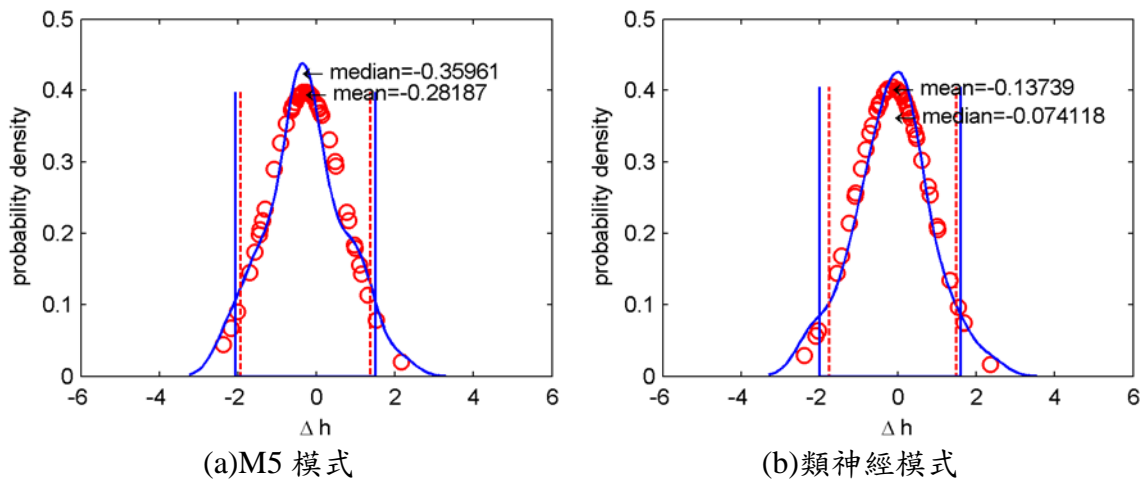 0.5
0.4
0.3
0.2
0.1
0
probability density
median=-0.35961
mean=-0.28187
-6 -4 -2 0 2 4 6
Δ h
(a)M5 模式
0.5
0.4
0.3
0.2
0.1
0
probability density
mean=-0.13739
median=-0.074118
-6 -4 -2 0 2 4 6
Δ h
(b)類神經模式